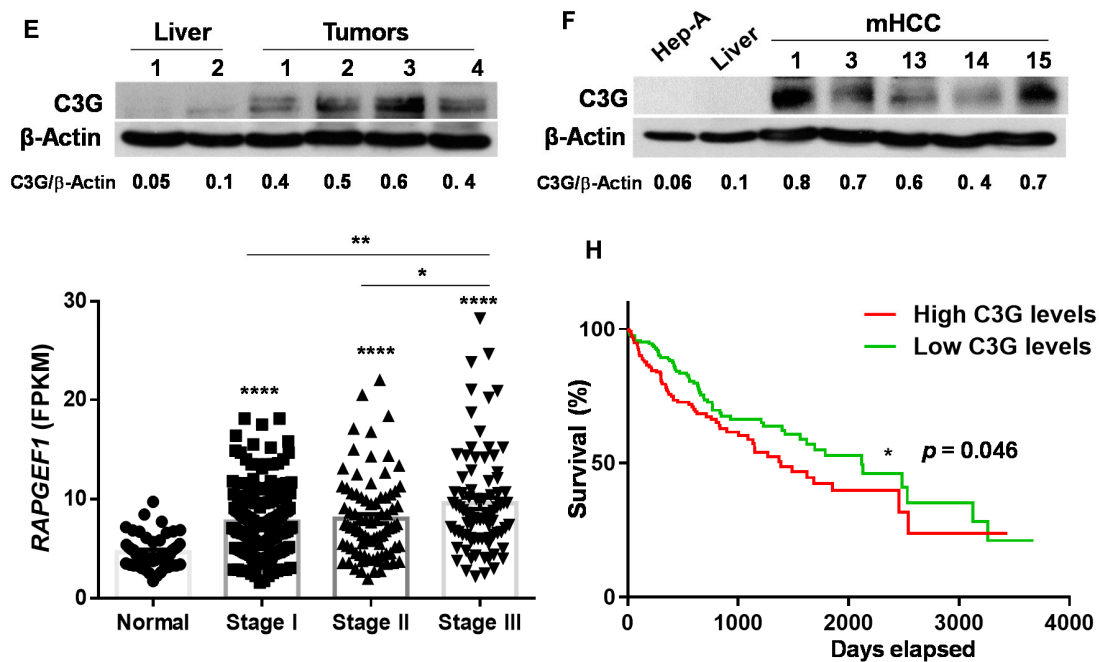 E
Liver Tumors
1 2 1 2 3 4
C3G
β-Actin
C3G/β-Actin 0.05 0.1 0.4 0.5 0.6 0. 4
F
Hep-A Liver mHCC
1 3 13 14 15
C3G
β-Actin
C3G/β-Actin 0.06 0.1 0.8 0.7 0.6 0. 4 0.7
**
*
****
****
****
RAPGEF1 (FPKM)
30
20
10
0
Normal Stage I Stage II Stage III
H
High C3G levels
Low C3G levels
Survival (%)
100
50
0
* p = 0.046
0 1000 2000 3000 4000
Days elapsed